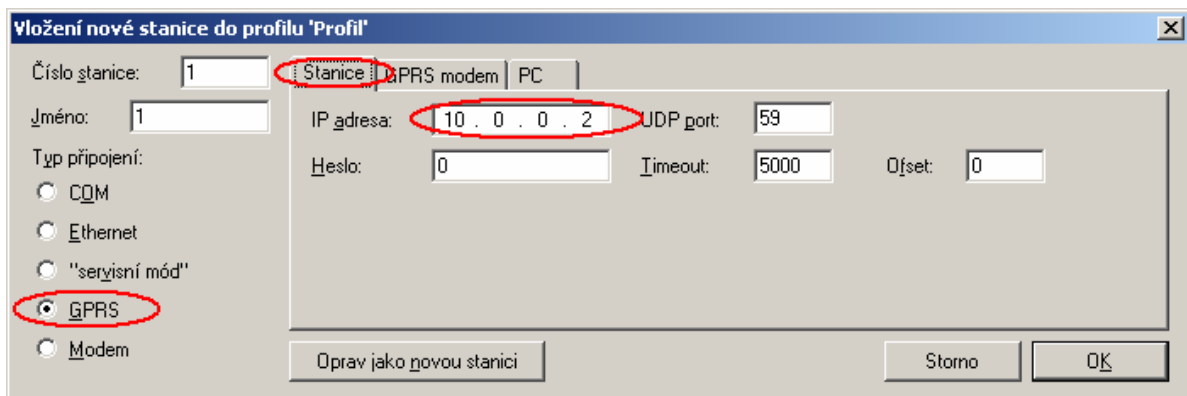 Vložení nové stanice do profilu 'Profil'
Číslo stanice: 1
Jméno: 1
Typ připojení:
COM
Ethernet
"servisní mód"
GPRS
Modem
Stanice GPRS modem PC
IP adresa: 10 . 0 . 0 . 2 UDP port: 59
Heslo: 0 Timeout: 5000 Ofset: 0
Oprav jako novou stanici Storno OK